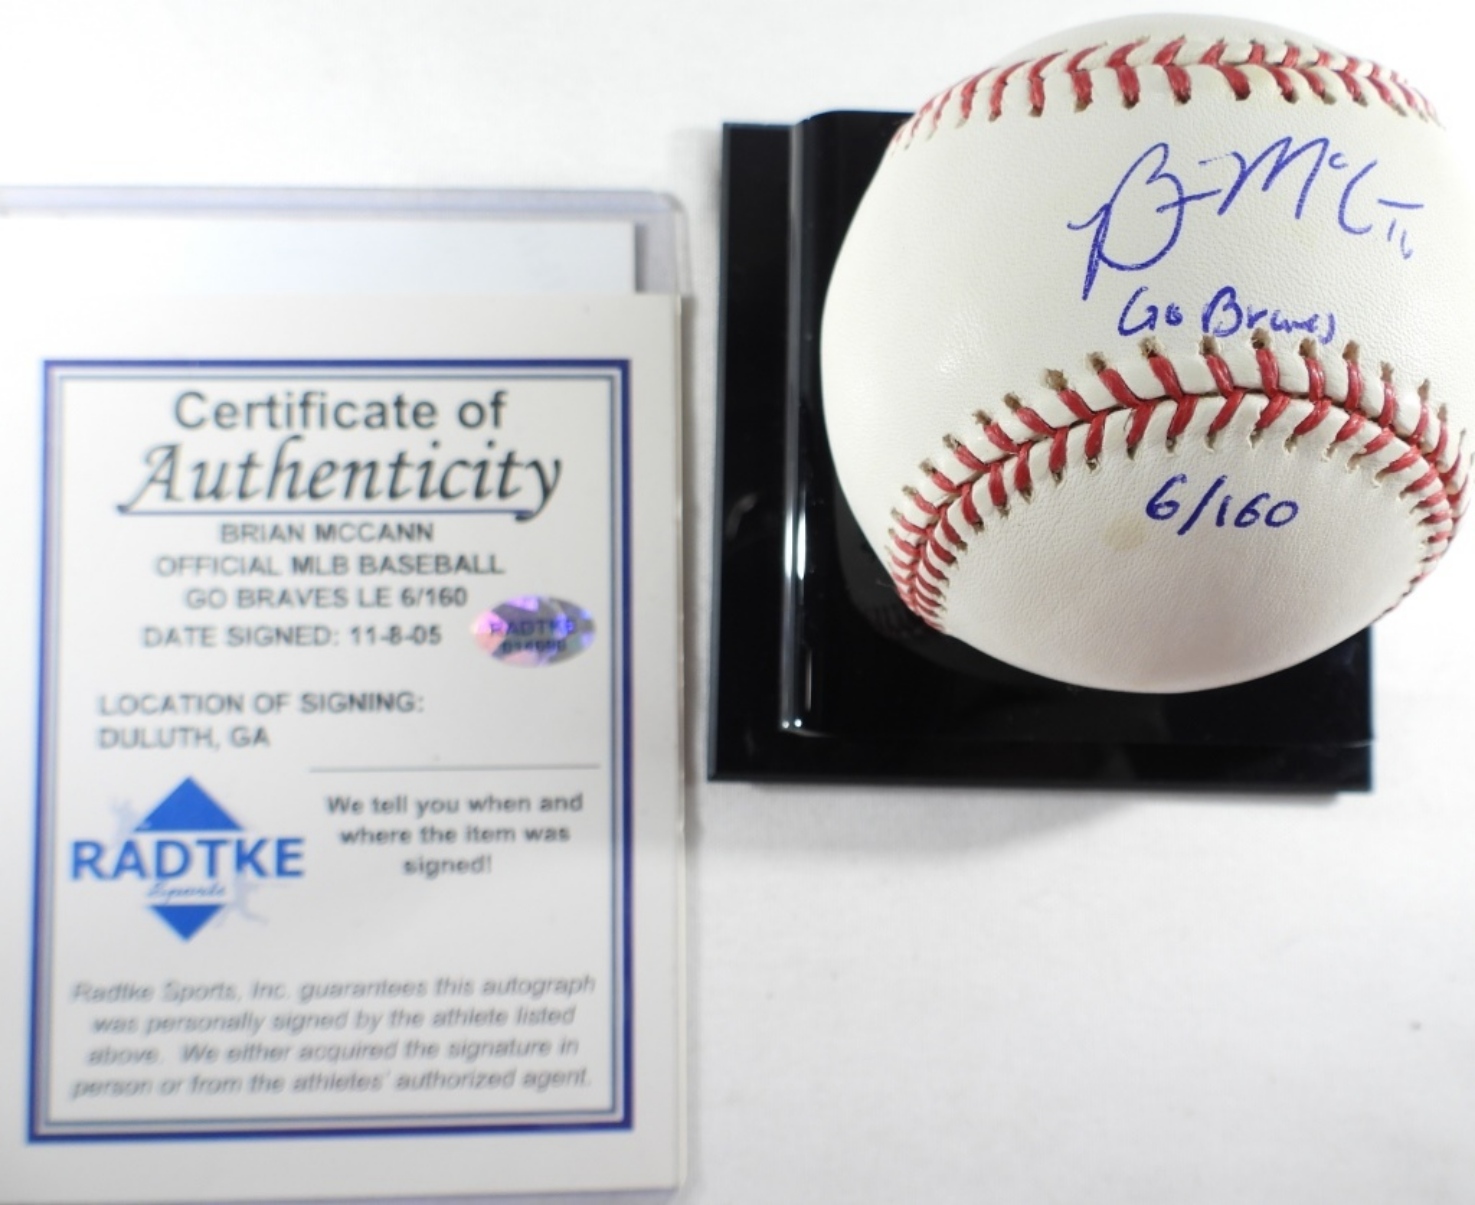 Certificate of
Authenticity
BRIAN MCCANN
OFFICIAL MLB BASEBALL
GO BRAVES LE 6/160
DATE SIGNED: 11-8-05
RADTKE
LOCATION OF SIGNING:
DULUTH, GA
We tell you when and
where the item was
signed!
RADTKE
Sports
Radtke Sports, Inc. guarantees this autograph
was personally signed by the athlete listed
above. We either acquired the signature in
person or from the athletes' authorized agent.
B McC 16
Go Braves
6/160